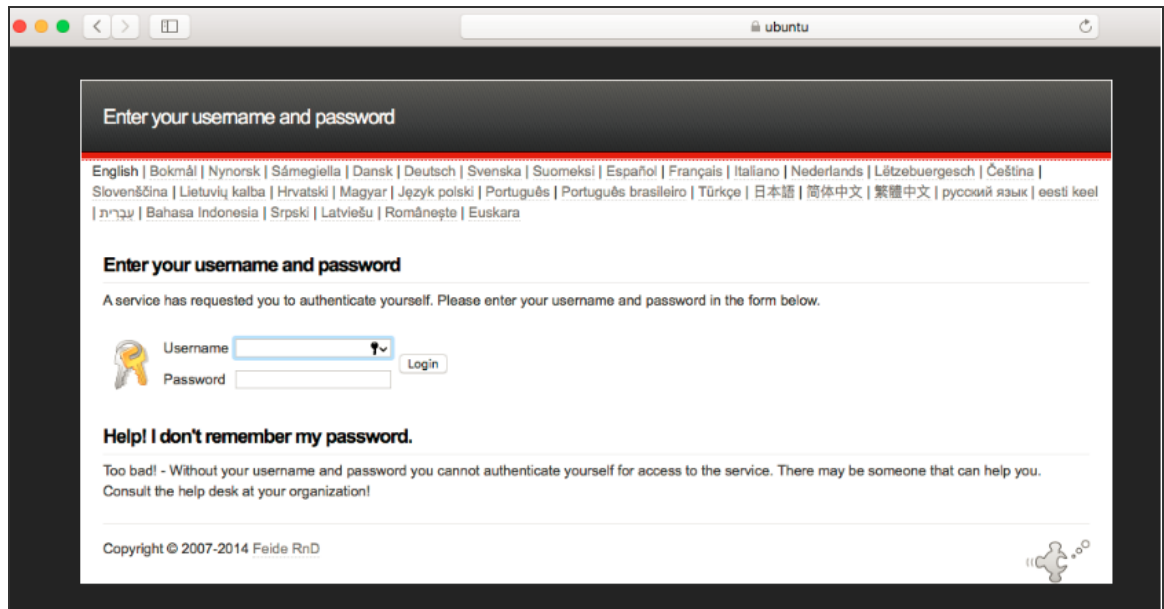 ubuntu
Enter your username and password
English | Bokmål | Nynorsk | Sámegiella | Dansk | Deutsch | Svenska | Suomeksi | Español | Français | Italiano | Nederlands | Lëtzebuergesch | Čeština |
Slovenščina | Lietuvių kalba | Hrvatski | Magyar | Język polski | Português | Português brasileiro | Türkçe | 日本語 | 简体中文 | 繁體中文 | русский язык | eesti keel
| עִבְרִית | Bahasa Indonesia | Srpski | Latviešu | Românește | Euskara
Enter your username and password
A service has requested you to authenticate yourself. Please enter your username and password in the form below.
Username
Login
Password
Help! I don't remember my password.
Too bad! - Without your username and password you cannot authenticate yourself for access to the service. There may be someone that can help you.
Consult the help desk at your organization!
Copyright © 2007-2014 Feide RnD